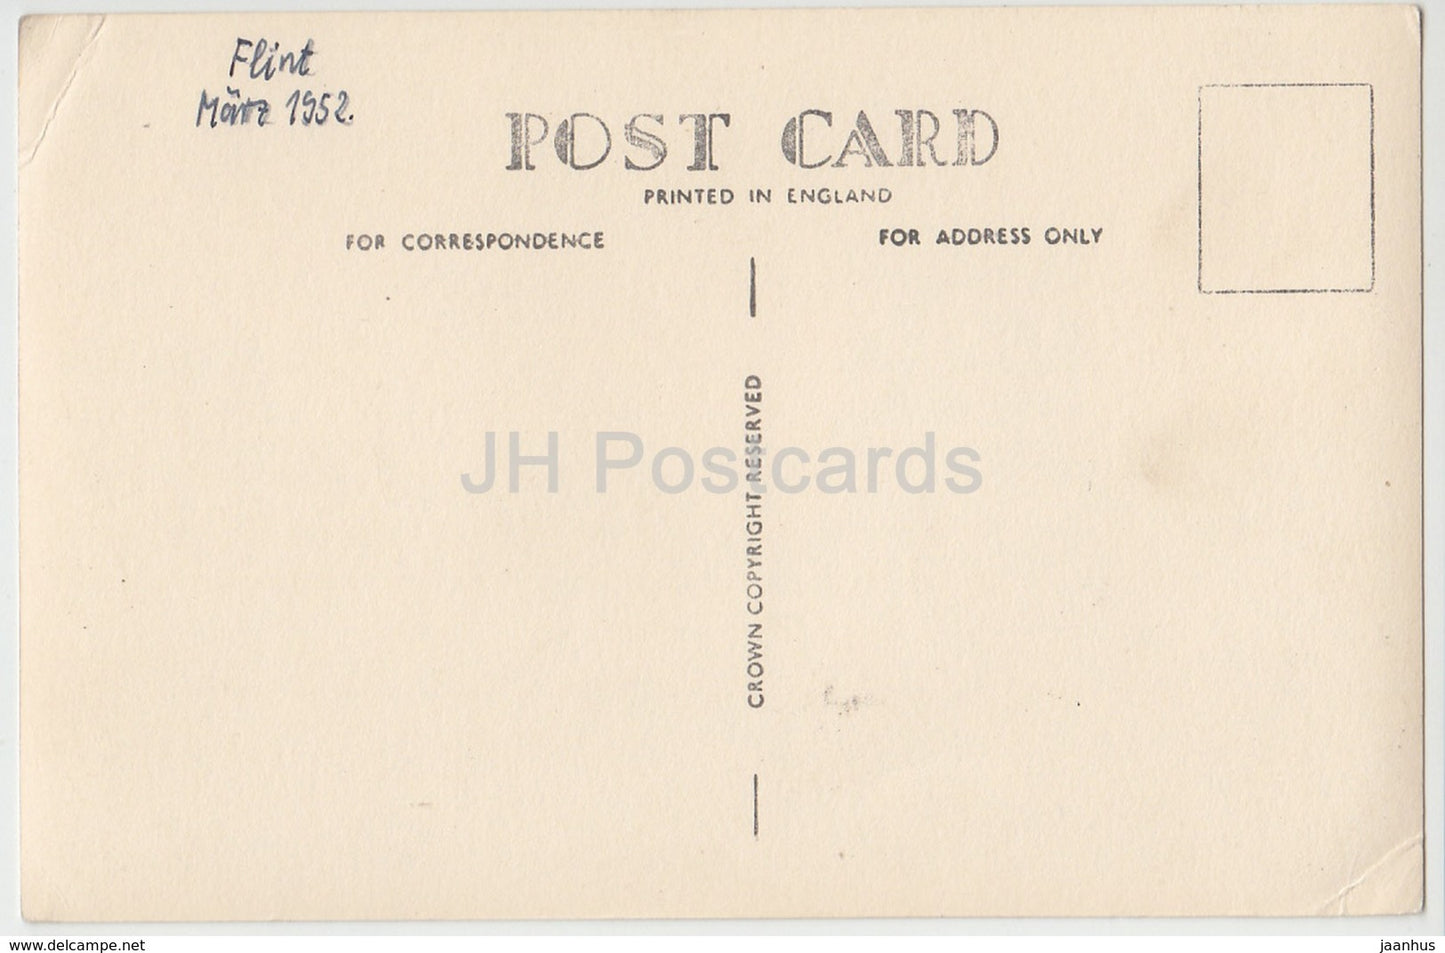 Flint
März 1952.
POST CARD
PRINTED IN ENGLAND
FOR CORRESPONDENCE
FOR ADDRESS ONLY
CROWN COPYRIGHT RESERVED
JH Postcards
www.delcampe.net
jaanhus